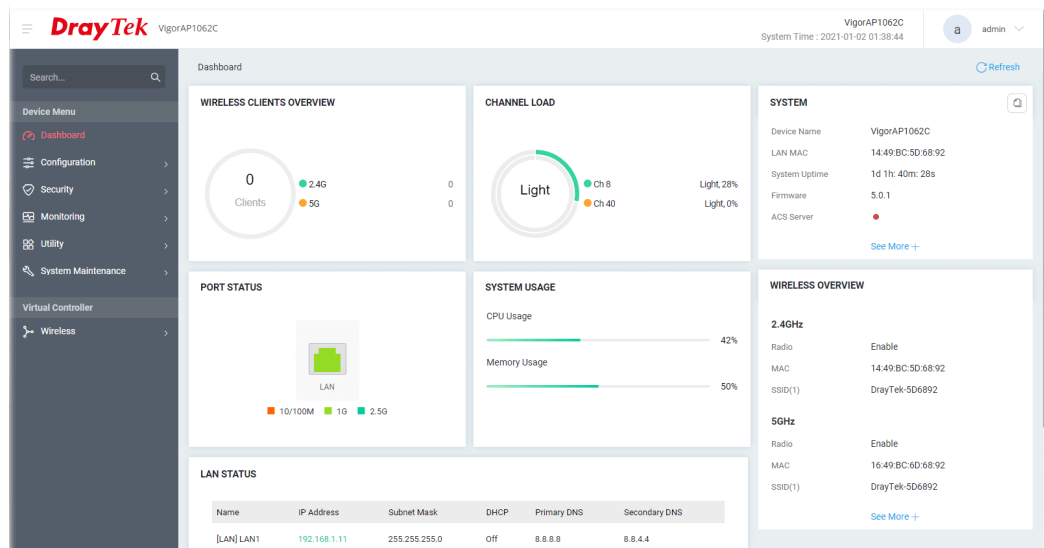 DrayTek VigorAP1062C
VigorAP1062C
System Time : 2021-01-02 01:38:44
a admin
Search...
Device Menu
Dashboard
Configuration
Security
Monitoring
Utility
System Maintenance
Virtual Controller
Wireless
Dashboard
Refresh
WIRELESS CLIENTS OVERVIEW
0
Clients
2.4G 0
5G 0
CHANNEL LOAD
Light
Ch 8 Light, 28%
Ch 40 Light, 0%
SYSTEM
Device Name VigorAP1062C
LAN MAC 14:49:BC:5D:68:92
System Uptime 1d 1h: 40m: 28s
Firmware 5.0.1
ACS Server
See More +
PORT STATUS
LAN
10/100M 1G 2.5G
SYSTEM USAGE
CPU Usage
42%
Memory Usage
50%
WIRELESS OVERVIEW
2.4GHz
Radio Enable
MAC 14:49:BC:5D:68:92
SSID(1) DrayTek-5D6892
5GHz
Radio Enable
MAC 16:49:BC:6D:68:92
SSID(1) DrayTek-5D6892
See More +
LAN STATUS
Name IP Address Subnet Mask DHCP Primary DNS Secondary DNS
[LAN] LAN1 192.168.1.11 255.255.255.0 Off 8.8.8.8 8.8.4.4